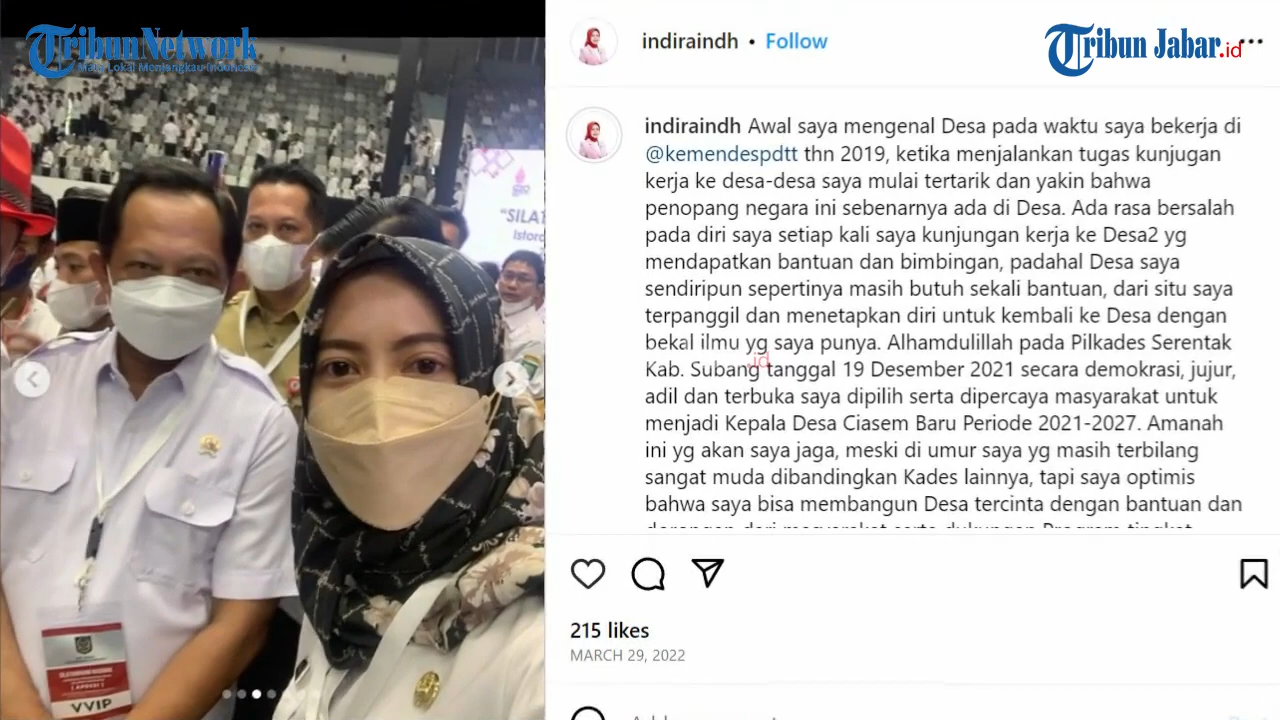 TribunNetwork
Mata Lokal Menjangkau Indonesia
"SILAT
Istora
VVIP
indiraindh • Follow
Tribun Jabar.id
indiraindh Awal saya mengenal Desa pada waktu saya bekerja di
@kemendespdtt thn 2019, ketika menjalankan tugas kunjugan
kerja ke desa-desa saya mulai tertarik dan yakin bahwa
penopang negara ini sebenarnya ada di Desa. Ada rasa bersalah
pada diri saya setiap kali saya kunjungan kerja ke Desa2 yg
mendapatkan bantuan dan bimbingan, padahal Desa saya
sendiripun sepertinya masih butuh sekali bantuan, dari situ saya
terpanggil dan menetapkan diri untuk kembali ke Desa dengan
bekal ilmu yg saya punya. Alhamdulillah pada Pilkades Serentak
.id
Kab. Subang tanggal 19 Desember 2021 secara demokrasi, jujur,
adil dan terbuka saya dipilih serta dipercaya masyarakat untuk
menjadi Kepala Desa Ciasem Baru Periode 2021-2027. Amanah
ini yg akan saya jaga, meski di umur saya yg masih terbilang
sangat muda dibandingkan Kades lainnya, tapi saya optimis
bahwa saya bisa membangun Desa tercinta dengan bantuan dan
215 likes
MARCH 29, 2022